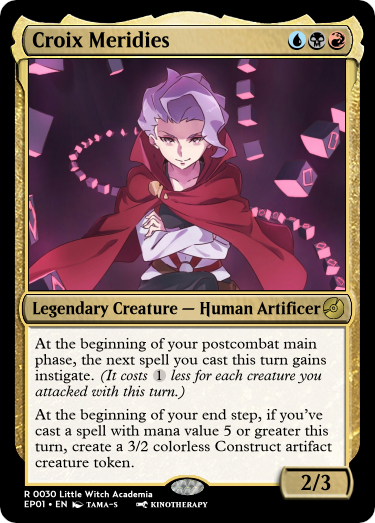 Croix Meridies
Legendary Creature — Human Artificer
At the beginning of your postcombat main
phase, the next spell you cast this turn gains
instigate. (It costs 1 less for each creature you
attacked with this turn.)
At the beginning of your end step, if you've
cast a spell with mana value 5 or greater this
turn, create a 3/2 colorless Construct artifact
creature token.
2/3
R 0030 Little Witch Academia
EP01 • EN TAMA-S KINOTHERAPY